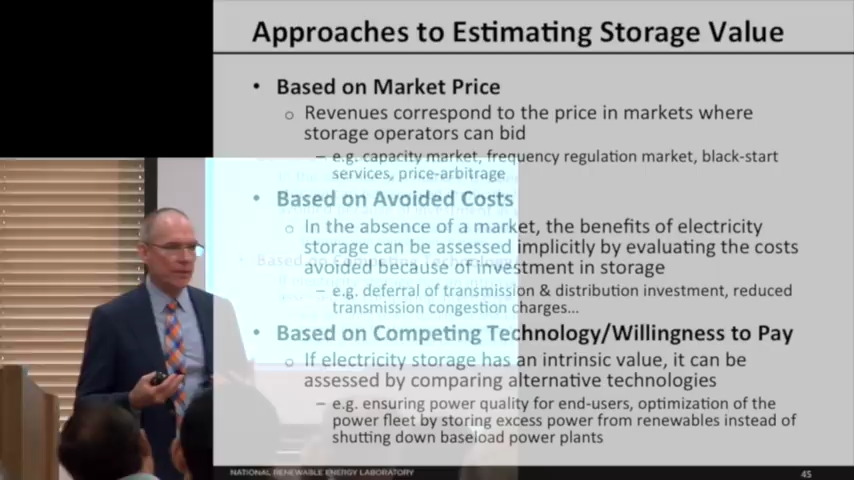 Approaches to Estimating Storage Value
• Based on Market Price
o Revenues correspond to the price in markets where
storage operators can bid
– e.g. capacity market, frequency regulation market, black-start
services, price-arbitrage
• Based on Avoided Costs
o In the absence of a market, the benefits of electricity
storage can be assessed implicitly by evaluating the costs
avoided because of investment in storage
– e.g. deferral of transmission & distribution investment, reduced
transmission congestion charges...
• Based on Competing Technology/Willingness to Pay
o If electricity storage has an intrinsic value, it can be
assessed by comparing alternative technologies
– e.g. ensuring power quality for end-users, optimization of the
power fleet by storing excess power from renewables instead of
shutting down baseload power plants
NATIONAL RENEWABLE ENERGY LABORATORY
45